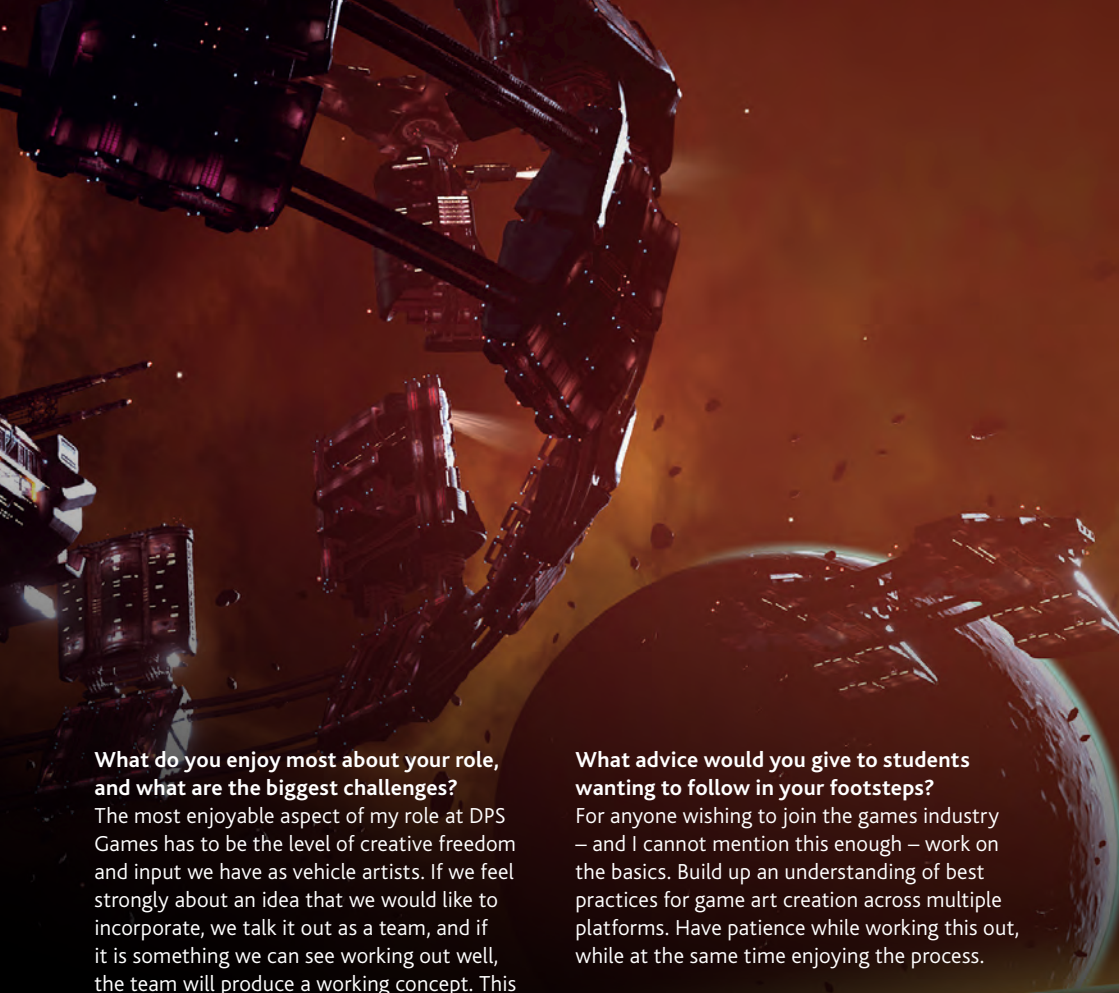 What do you enjoy most about your role,
and what are the biggest challenges?
The most enjoyable aspect of my role at DPS
Games has to be the level of creative freedom
and input we have as vehicle artists. If we feel
strongly about an idea that we would like to
incorporate, we talk it out as a team, and if
it is something we can see working out well,
the team will produce a working concept. This
What advice would you give to students
wanting to follow in your footsteps?
For anyone wishing to join the games industry
– and I cannot mention this enough – work on
the basics. Build up an understanding of best
practices for game art creation across multiple
platforms. Have patience while working this out,
while at the same time enjoying the process.